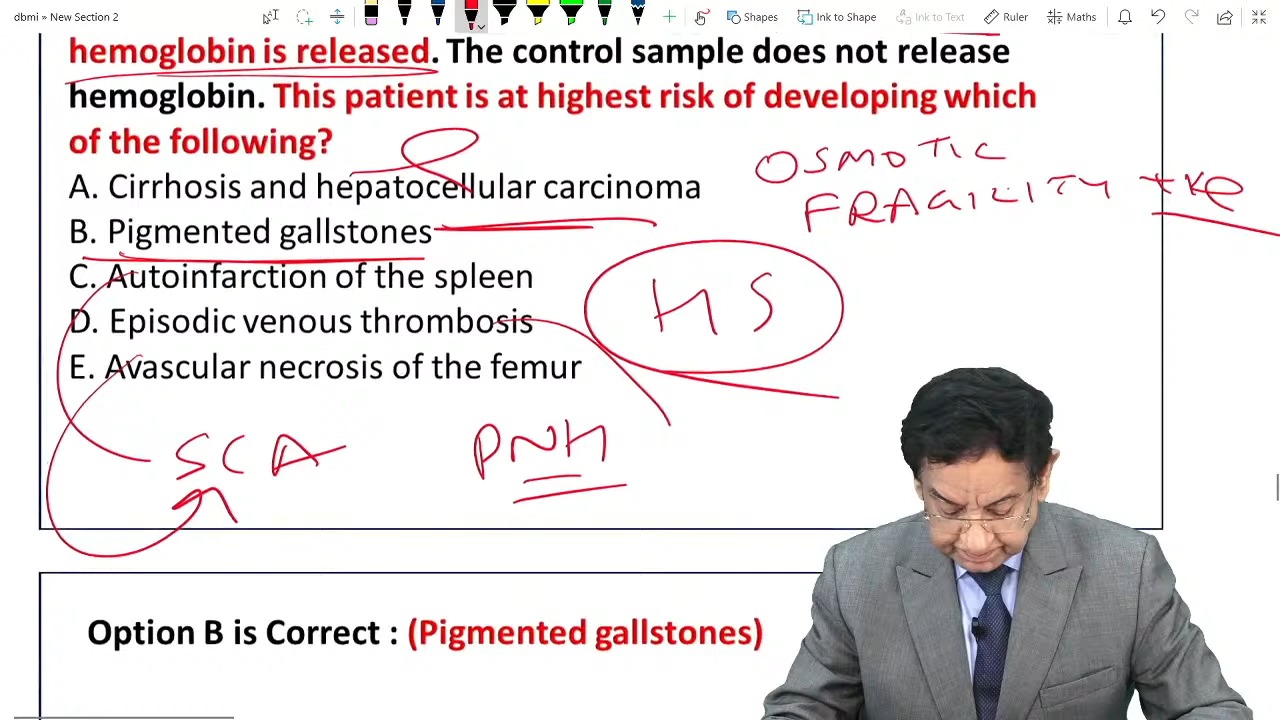 dbmi » New Section 2
Shapes
Ink to Shape
Ink to Text
Ruler
Maths
hemoglobin is released. The control sample does not release
hemoglobin. This patient is at highest risk of developing which
of the following?
A. Cirrhosis and hepatocellular carcinoma
B. Pigmented gallstones
C. Autoinfarction of the spleen
D. Episodic venous thrombosis
E. Avascular necrosis of the femur
OSMOTIC
FRAGILITY +ve
HS
SCA
PNH
Option B is Correct : (Pigmented gallstones)